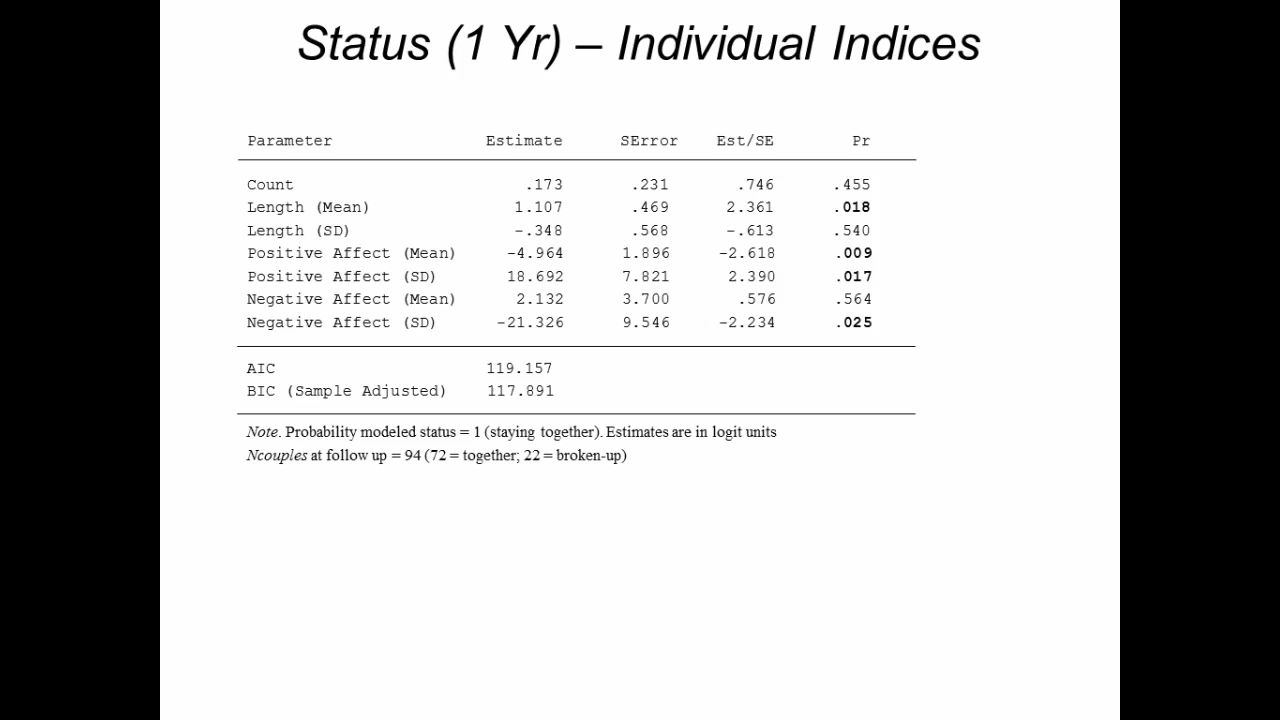 Status (1 Yr) – Individual Indices
Parameter Estimate SError Est/SE Pr
Count .173 .231 .746 .455
Length (Mean) 1.107 .469 2.361 .018
Length (SD) -.348 .568 -.613 .540
Positive Affect (Mean) -4.964 1.896 -2.618 .009
Positive Affect (SD) 18.692 7.821 2.390 .017
Negative Affect (Mean) 2.132 3.700 .576 .564
Negative Affect (SD) -21.326 9.546 -2.234 .025
AIC 119.157
BIC (Sample Adjusted) 117.891
Note. Probability modeled status = 1 (staying together). Estimates are in logit units
Ncouples at follow up = 94 (72 = together; 22 = broken-up)